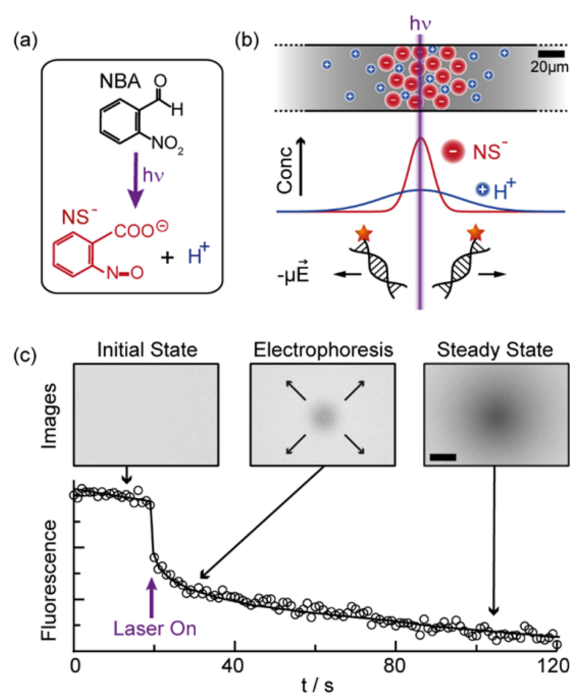 (a)
NBA
O
H
NO2
hν
NS⁻
COO⊖
N=O
+ H⁺
(b)
hν
20μm
Conc
NS⁻
H⁺
-μE⃗
(c)
Initial State
Electrophoresis
Steady State
Images
Fluorescence
Laser On
0
40
80
120
t / s